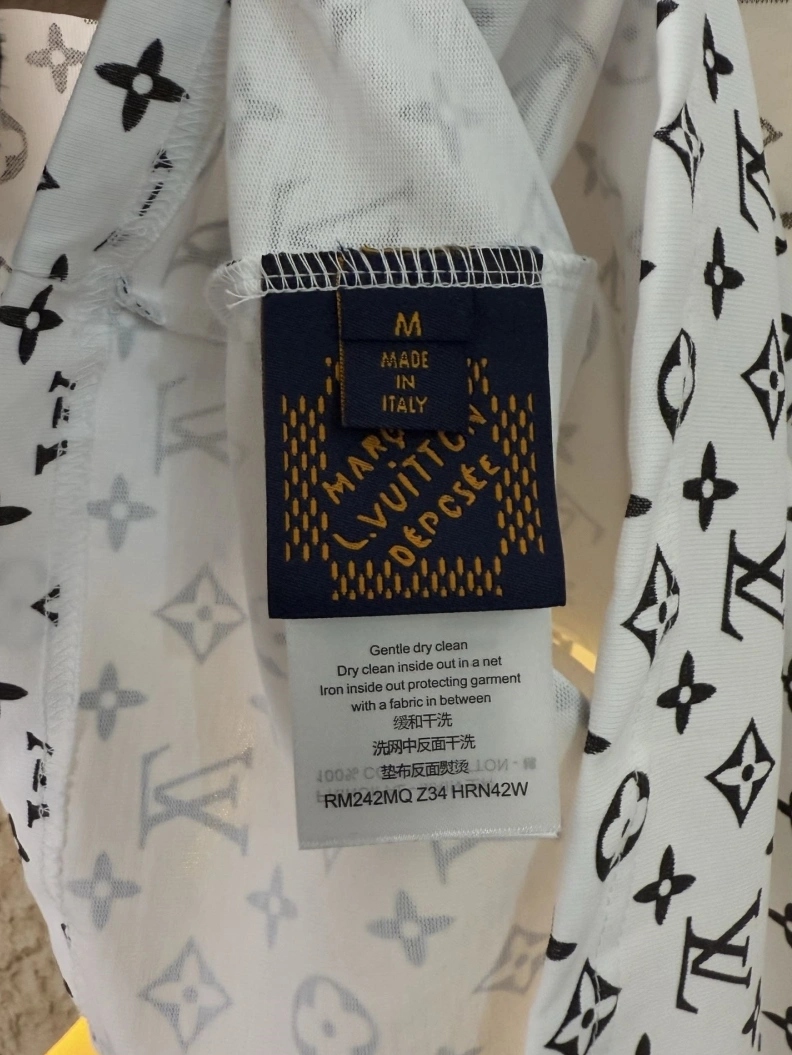 M
MADE
IN
ITALY
L.VUITTON
DÉPOSÉE
Gentle dry clean
Dry clean inside out in a net
Iron inside out protecting garment
with a fabric in between
缓和干洗
洗网中反面干洗
垫布反面熨烫
RM242MQ Z34 HRN42W